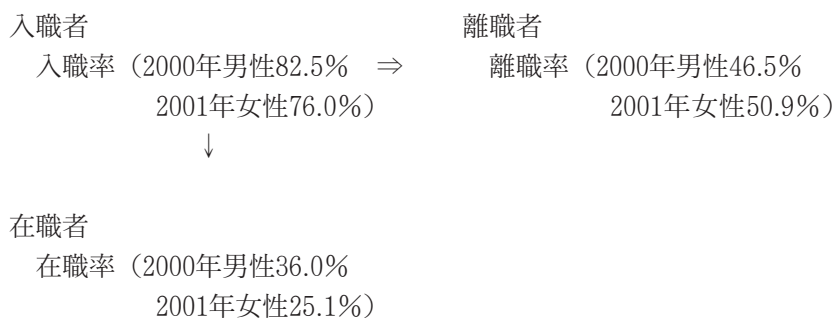 入職者
入職率（2000年男性82.5％ ⇒
2001年女性76.0％）
↓
離職者
離職率（2000年男性46.5％
2001年女性50.9％）
在職者
在職率（2000年男性36.0％
2001年女性25.1％）